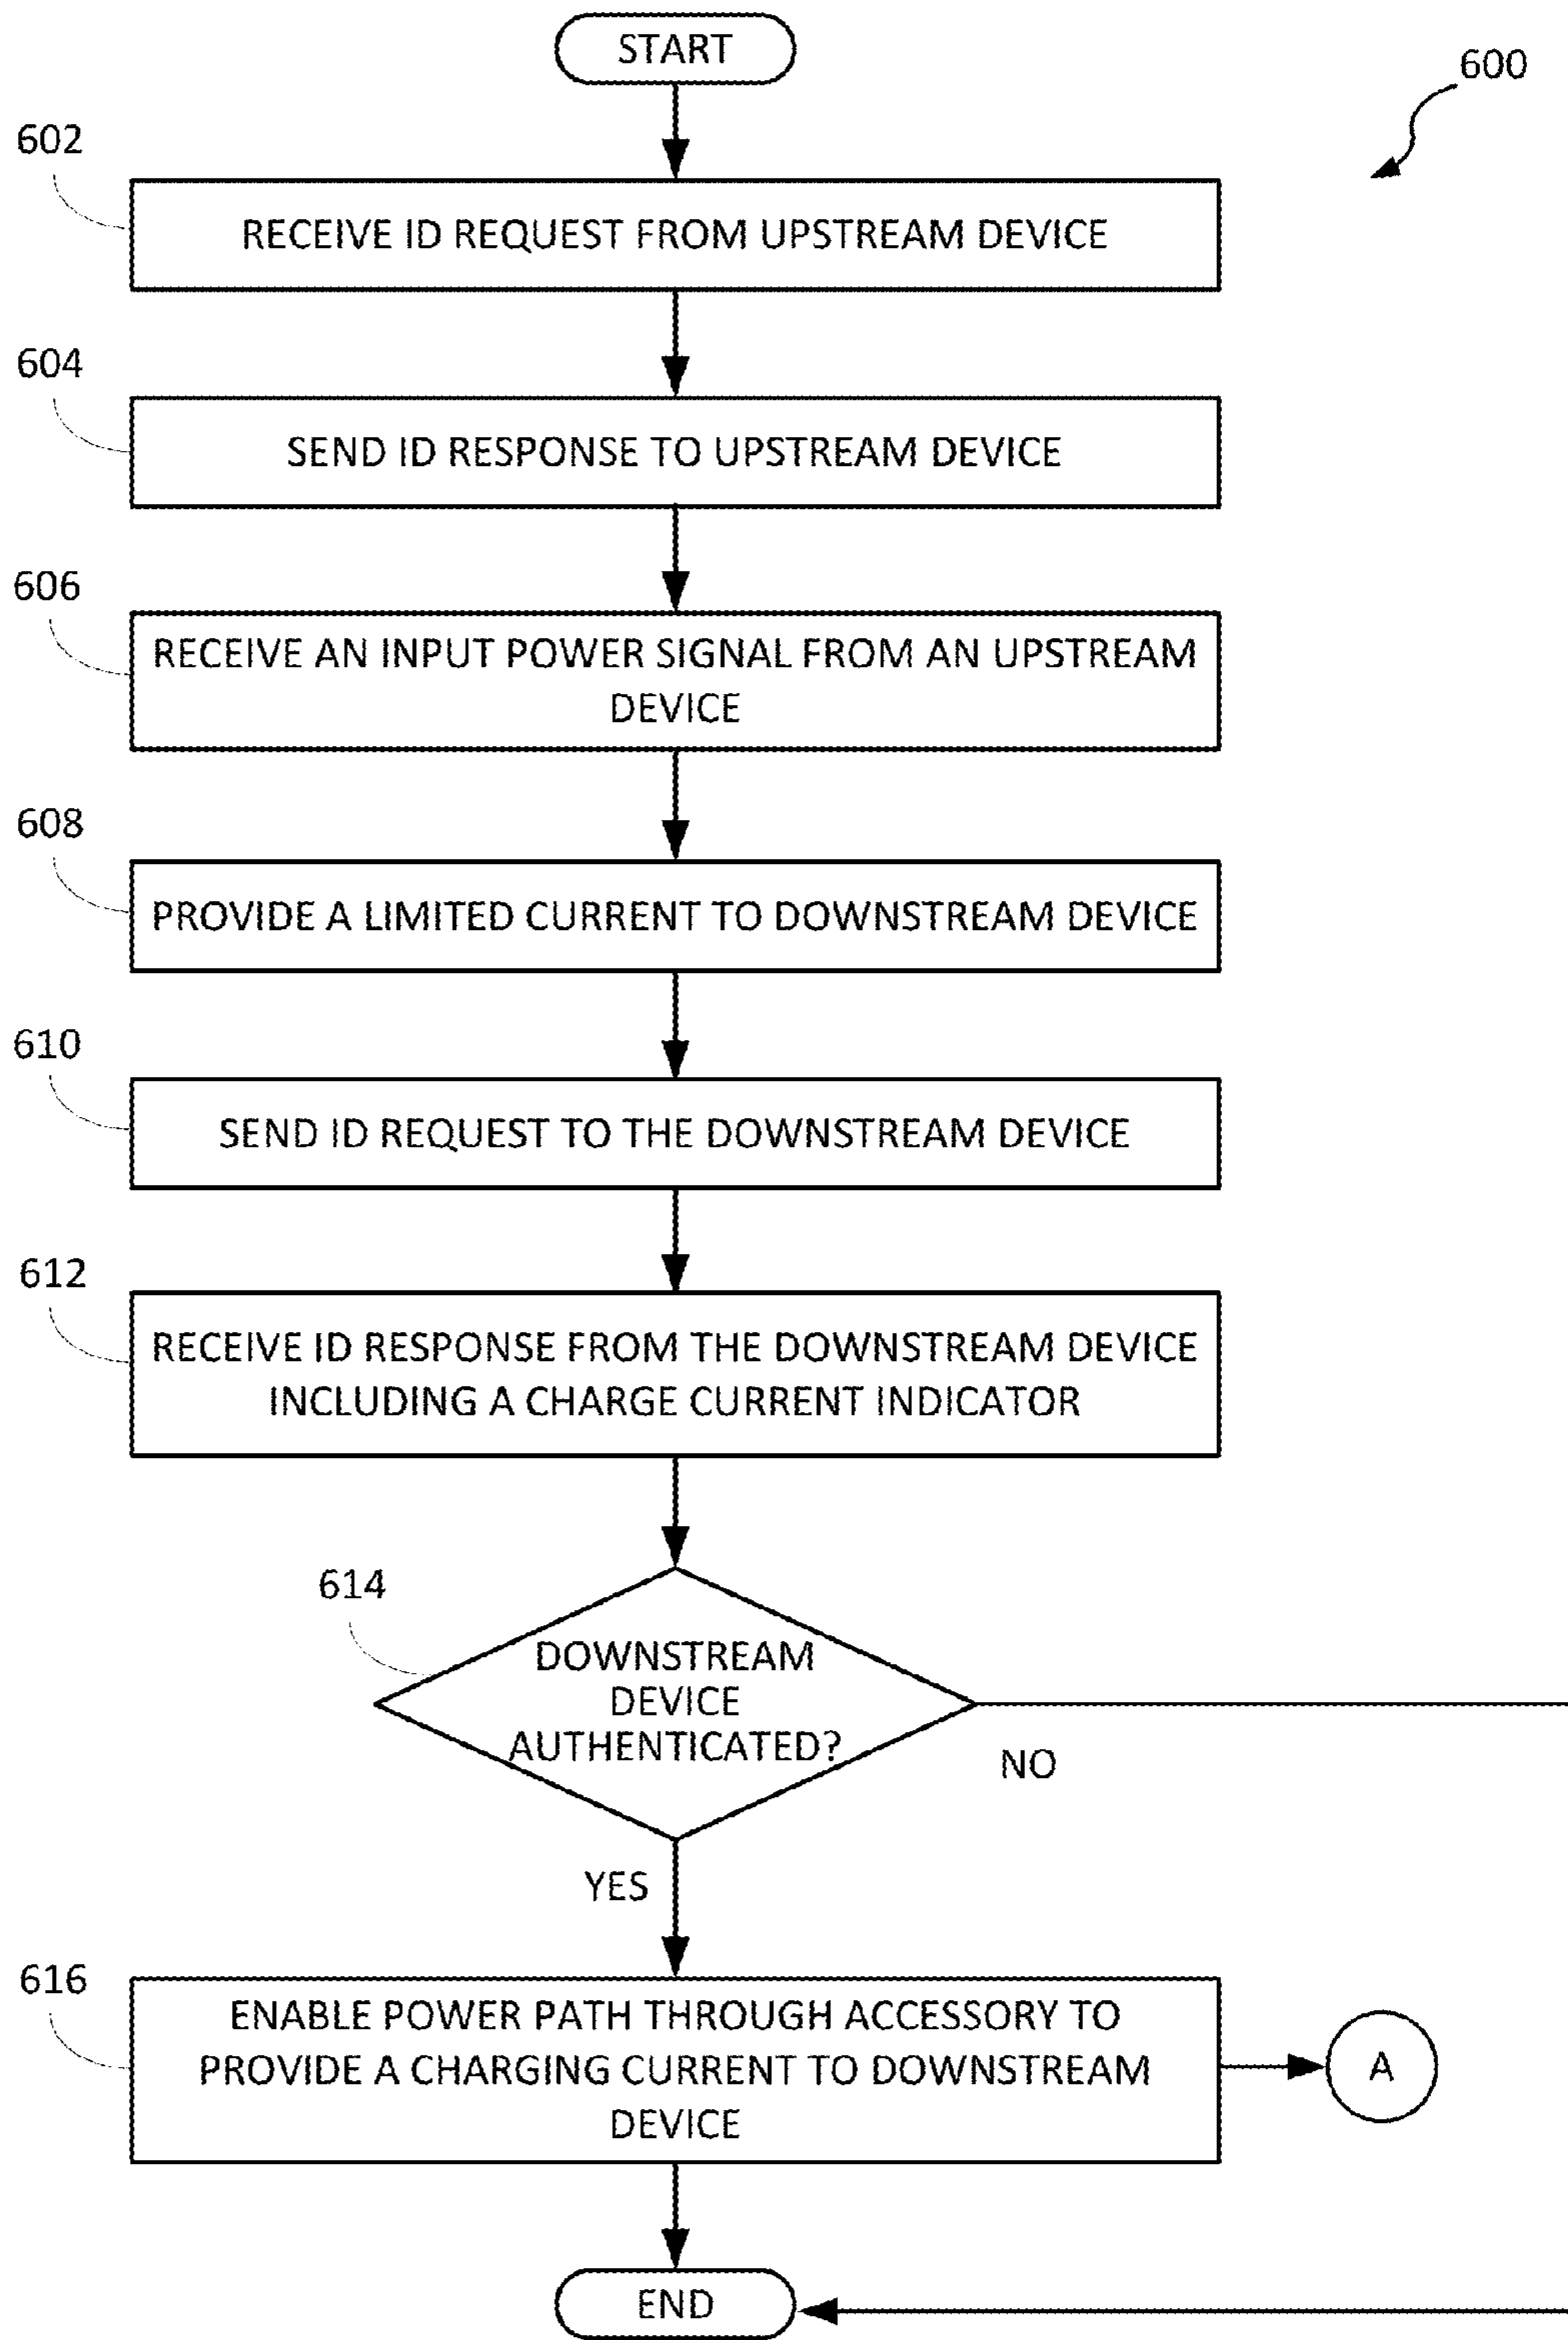 START
600
602
RECEIVE ID REQUEST FROM UPSTREAM DEVICE
604
SEND ID RESPONSE TO UPSTREAM DEVICE
606
RECEIVE AN INPUT POWER SIGNAL FROM AN UPSTREAM
DEVICE
608
PROVIDE A LIMITED CURRENT TO DOWNSTREAM DEVICE
610
SEND ID REQUEST TO THE DOWNSTREAM DEVICE
612
RECEIVE ID RESPONSE FROM THE DOWNSTREAM DEVICE
INCLUDING A CHARGE CURRENT INDICATOR
614
DOWNSTREAM
DEVICE
AUTHENTICATED?
NO
YES
616
ENABLE POWER PATH THROUGH ACCESSORY TO
PROVIDE A CHARGING CURRENT TO DOWNSTREAM
DEVICE
A
END